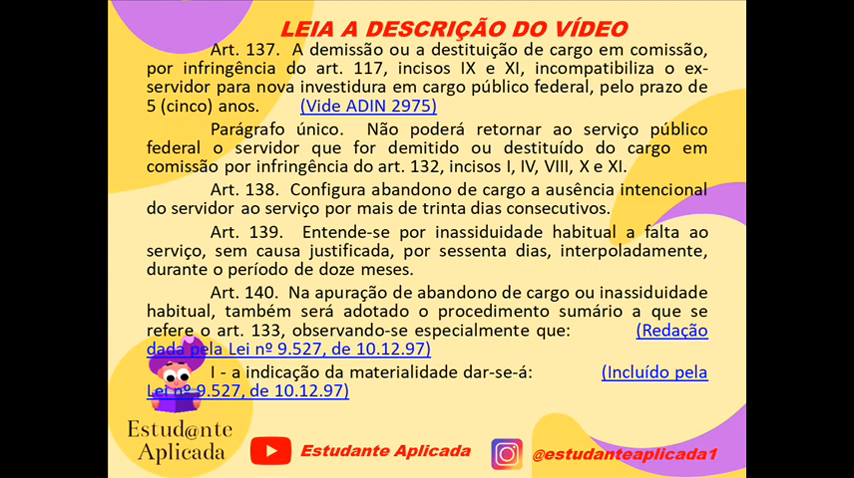 LEIA A DESCRIÇÃO DO VÍDEO
Art. 137. A demissão ou a destituição de cargo em comissão,
por infringência do art. 117, incisos IX e XI, incompatibiliza o ex-
servidor para nova investidura em cargo público federal, pelo prazo de
5 (cinco) anos. (Vide ADIN 2975)
Parágrafo único. Não poderá retornar ao serviço público
federal o servidor que for demitido ou destituído do cargo em
comissão por infringência do art. 132, incisos I, IV, VIII, X e XI.
Art. 138. Configura abandono de cargo a ausência intencional
do servidor ao serviço por mais de trinta dias consecutivos.
Art. 139. Entende-se por inassiduidade habitual a falta ao
serviço, sem causa justificada, por sessenta dias, interpoladamente,
durante o período de doze meses.
Art. 140. Na apuração de abandono de cargo ou inassiduidade
habitual, também será adotado o procedimento sumário a que se
refere o art. 133, observando-se especialmente que: (Redação
dada pela Lei nº 9.527, de 10.12.97)
I - a indicação da materialidade dar-se-á: (Incluído pela
Lei nº 9.527, de 10.12.97)
Estud@nte
Aplicada
Estudante Aplicada
@estudanteaplicada1